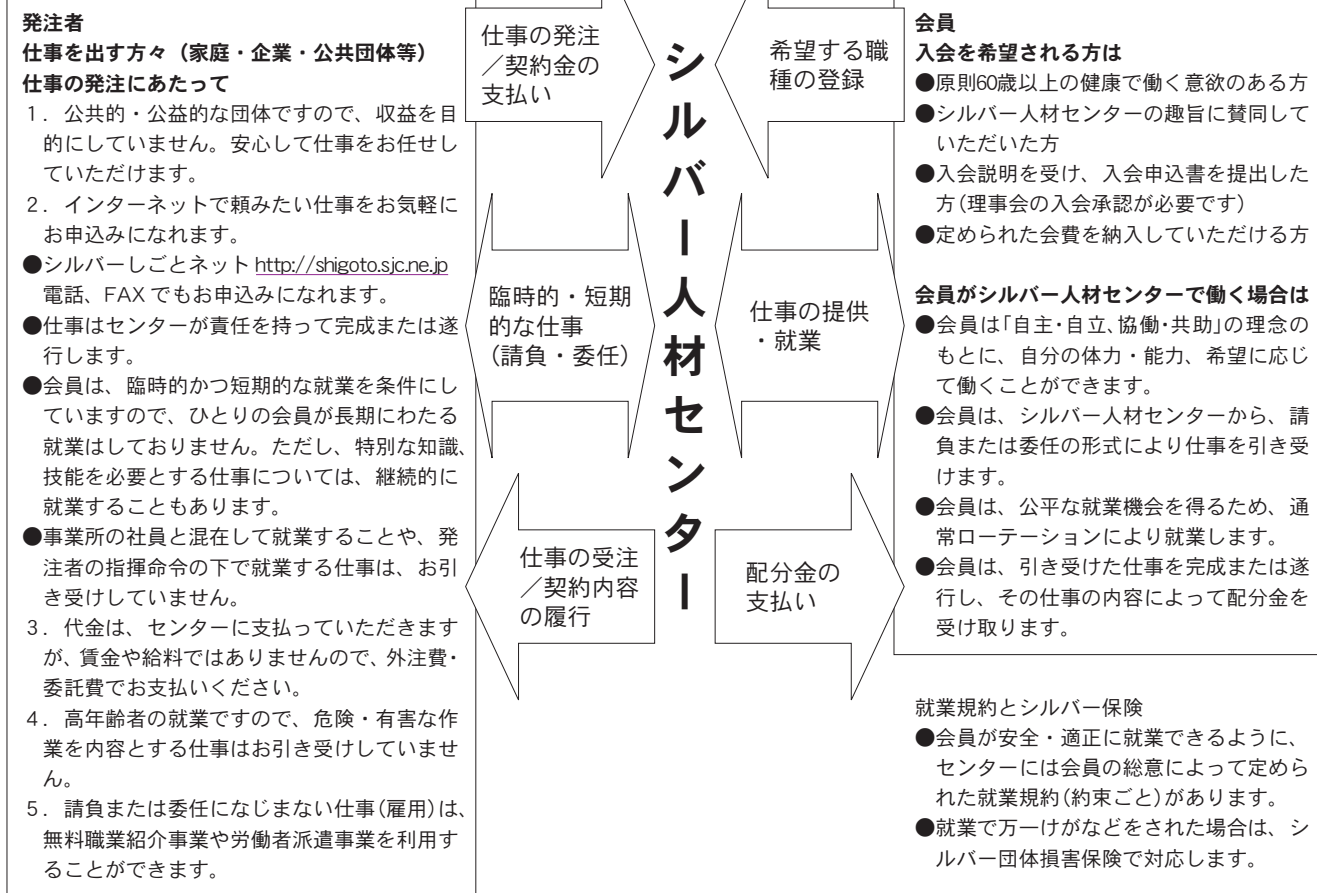 発注者
仕事を出す方々（家庭・企業・公共団体等）
仕事の発注にあたって
1．公共的・公益的な団体ですので、収益を目
的にしていません。安心して仕事をお任せし
ていただけます。
2．インターネットで頼みたい仕事をお気軽に
お申込みになれます。
●シルバーしごとネット http://shigoto.sjc.ne.jp
電話、FAX でもお申込みになれます。
●仕事はセンターが責任を持って完成または遂
行します。
●会員は、臨時的かつ短期的な就業を条件にし
ていますので、ひとりの会員が長期にわたる
就業はしておりません。ただし、特別な知識、
技能を必要とする仕事については、継続的に
就業することもあります。
●事業所の社員と混在して就業することや、発
注者の指揮命令の下で就業する仕事は、お引
き受けしていません。
3．代金は、センターに支払っていただきます
が、賃金や給料ではありませんので、外注費・
委託費でお支払いください。
4．高年齢者の就業ですので、危険・有害な作
業を内容とする仕事はお引き受けしていませ
ん。
5．請負または委任になじまない仕事（雇用）は、
無料職業紹介事業や労働者派遣事業を利用す
ることができます。
仕事の発注
／契約金の
支払い
臨時的・短期
的な仕事
（請負・委任）
仕事の受注
／契約内容
の履行
シルバー人材センター
希望する職
種の登録
仕事の提供
・就業
配分金の
支払い
会員
入会を希望される方は
●原則60歳以上の健康で働く意欲のある方
●シルバー人材センターの趣旨に賛同して
いただいた方
●入会説明を受け、入会申込書を提出した
方（理事会の入会承認が必要です）
●定められた会費を納入していただける方
会員がシルバー人材センターで働く場合は
●会員は「自主・自立、協働・共助」の理念の
もとに、自分の体力・能力、希望に応じ
て働くことができます。
●会員は、シルバー人材センターから、請
負または委任の形式により仕事を引き受
けます。
●会員は、公平な就業機会を得るため、通
常ローテーションにより就業します。
●会員は、引き受けた仕事を完成または遂
行し、その仕事の内容によって配分金を
受け取ります。
就業規約とシルバー保険
●会員が安全・適正に就業できるように、
センターには会員の総意によって定めら
れた就業規約（約束ごと）があります。
●就業で万一けがなどをされた場合は、シ
ルバー団体損害保険で対応します。